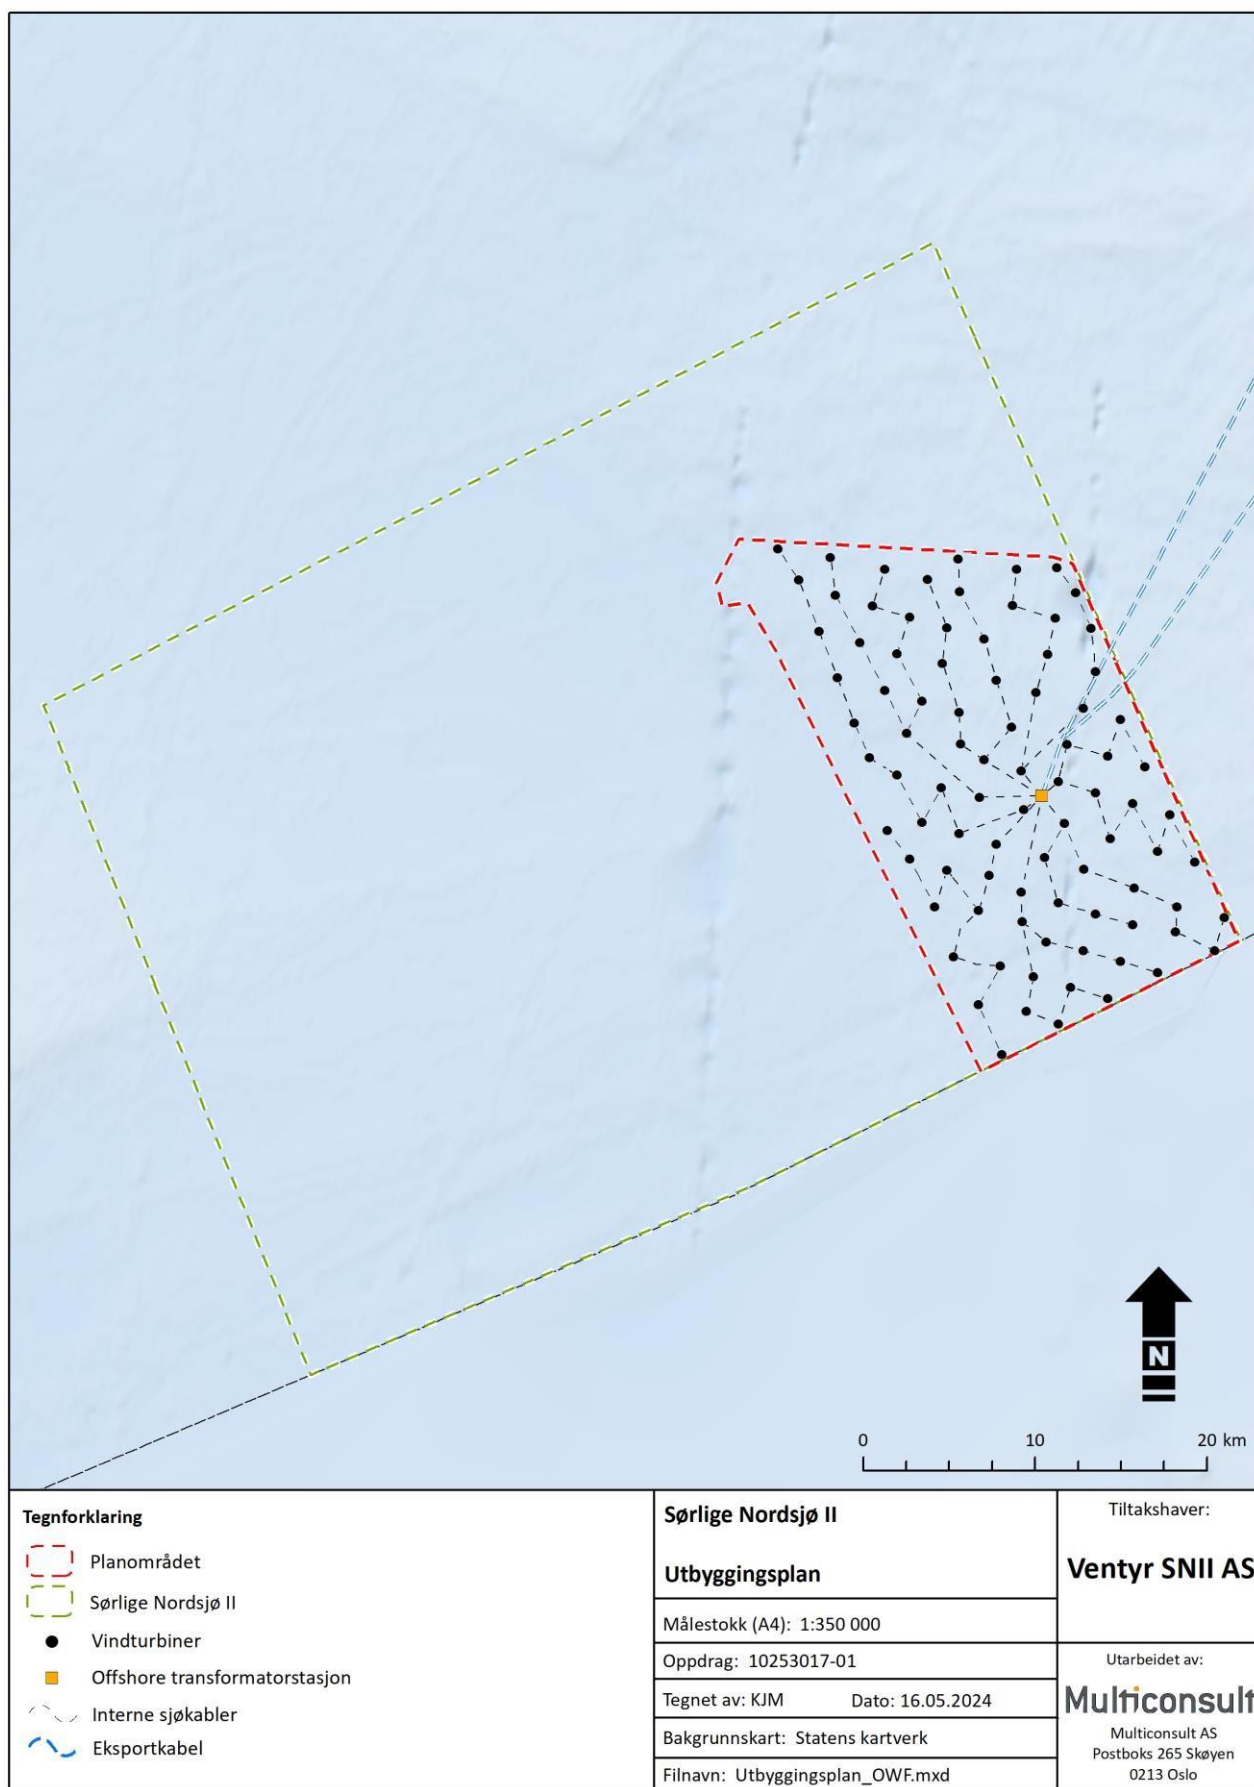 N
0 10 20 km
Tegnforklaring
Planområdet
Sørlige Nordsjø II
Vindturbiner
Offshore transformatorstasjon
Interne sjøkabler
Eksportkabel
Sørlige Nordsjø II
Utbyggingsplan
Målestokk (A4): 1:350 000
Oppdrag: 10253017-01
Tegnet av: KJM Dato: 16.05.2024
Bakgrunnskart: Statens kartverk
Filnavn: Utbyggingsplan_OWF.mxd
Tiltakshaver:
Ventyr SNII AS
Utarbeidet av:
Multiconsult
Multiconsult AS
Postboks 265 Skøyen
0213 Oslo